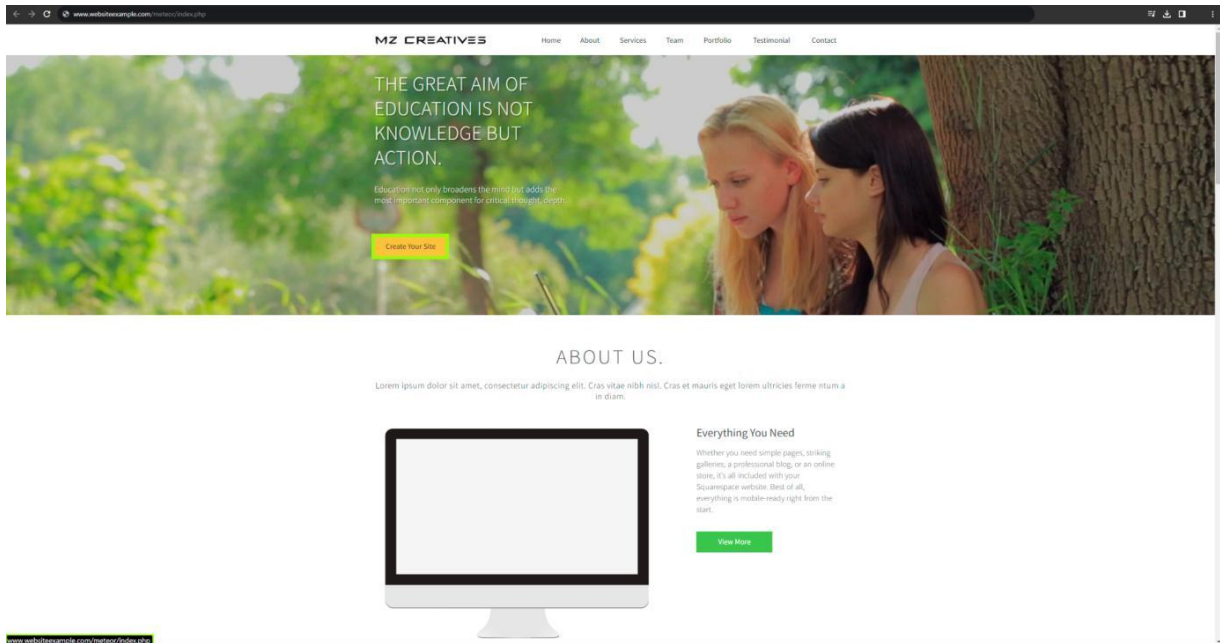 www.websiteexample.com/meteor/index.php
MZ CREATIVES
Home About Services Team Portfolio Testimonial Contact
THE GREAT AIM OF
EDUCATION IS NOT
KNOWLEDGE BUT
ACTION.
Education not only broadens the mind but adds the
most important component for critical thought, depth.
Create Your Site
ABOUT US.
Lorem ipsum dolor sit amet, consectetur adipiscing elit. Cras vitae nibh nisl. Cras et mauris eget lorem ultricies ferme ntum a
in diam.
Everything You Need
Whether you need simple pages, striking
galleries, a professional blog, or an online
store, it's all included with your
Squarespace website. Best of all,
everything is mobile-ready right from the
start.
View More
www.websiteexample.com/meteor/index.php